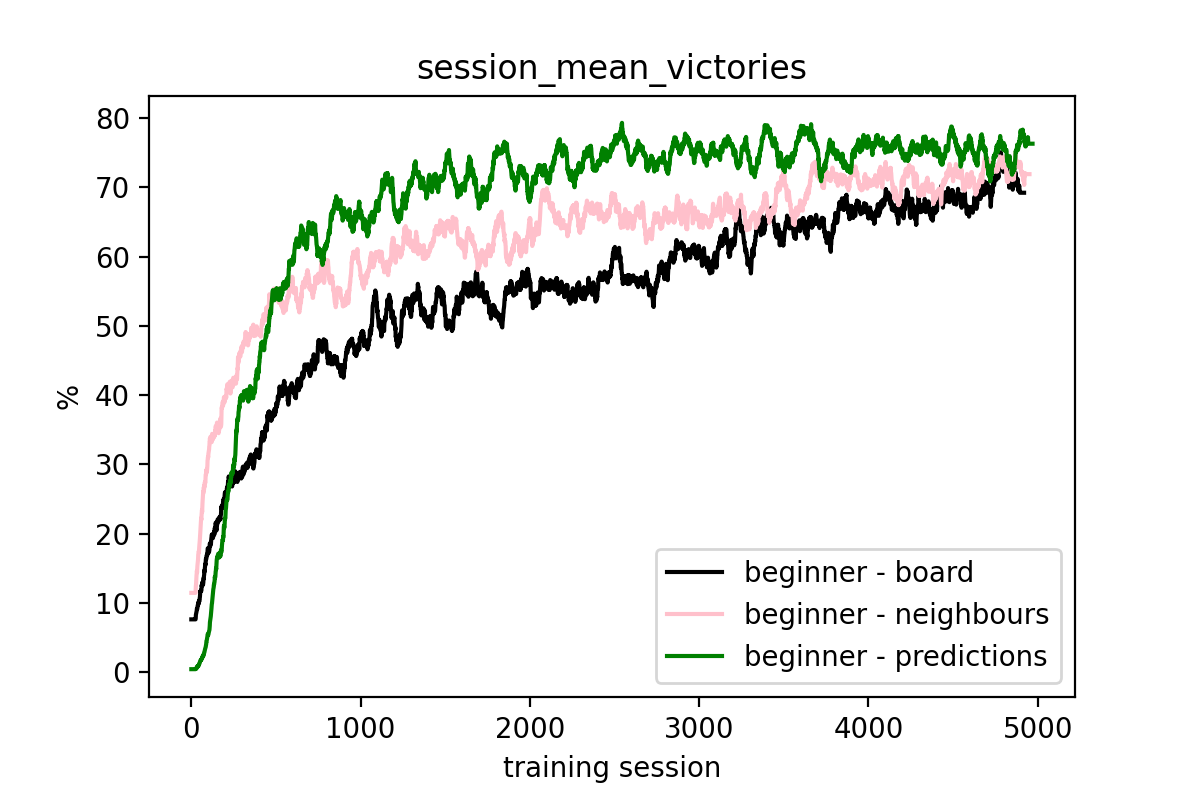 session_mean_victories
80
70
60
50
40
30
20
10
0
%
beginner - board
beginner - neighbours
beginner - predictions
0 1000 2000 3000 4000 5000
training session